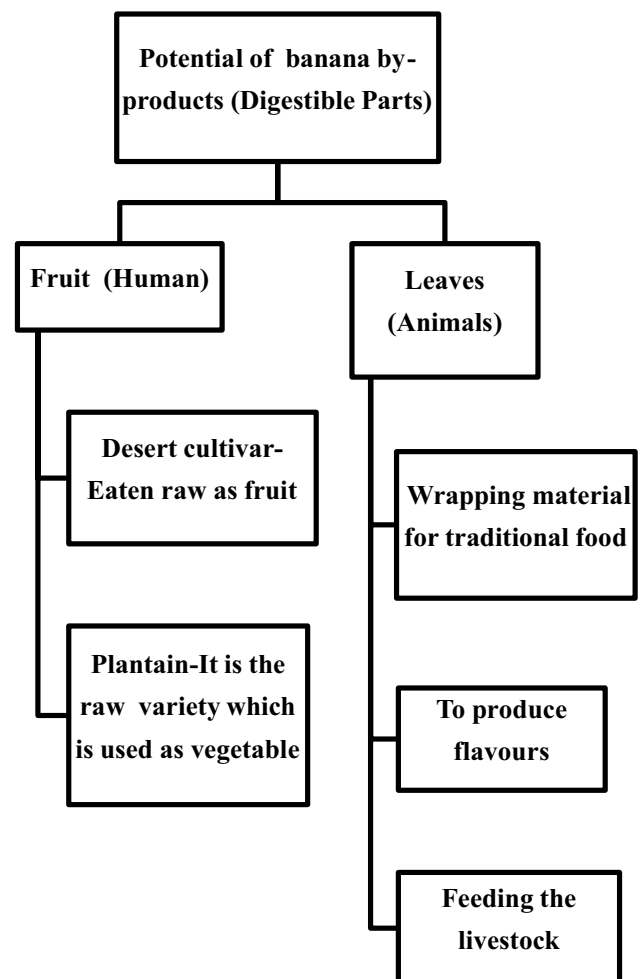 Potential of banana by-
products (Digestible Parts)
Fruit (Human)
Desert cultivar-
Eaten raw as fruit
Plantain-It is the
raw variety which
is used as vegetable
Leaves
(Animals)
Wrapping material
for traditional food
To produce
flavours
Feeding the
livestock